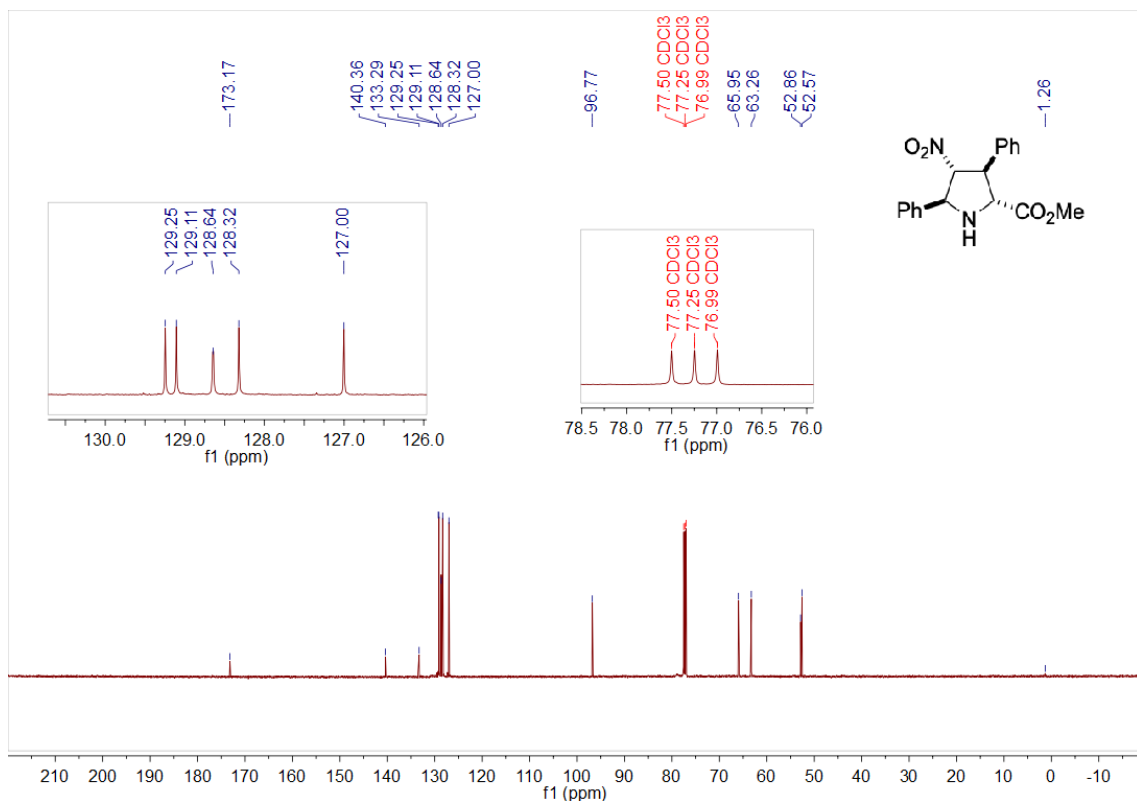 173.17
140.36
133.29
129.25
129.11
128.64
128.32
127.00
96.77
77.50 CDCl3
77.25 CDCl3
76.99 CDCl3
65.95
63.26
52.86
52.57
1.26
O2N
Ph
Ph
N
H
CO2Me
129.25
129.11
128.64
128.32
127.00
130.0 129.0 128.0 127.0 126.0
f1 (ppm)
77.50 CDCl3
77.25 CDCl3
76.99 CDCl3
78.5 78.0 77.5 77.0 76.5 76.0
f1 (ppm)
210 200 190 180 170 160 150 140 130 120 110 100 90 80 70 60 50 40 30 20 10 0 -10
f1 (ppm)